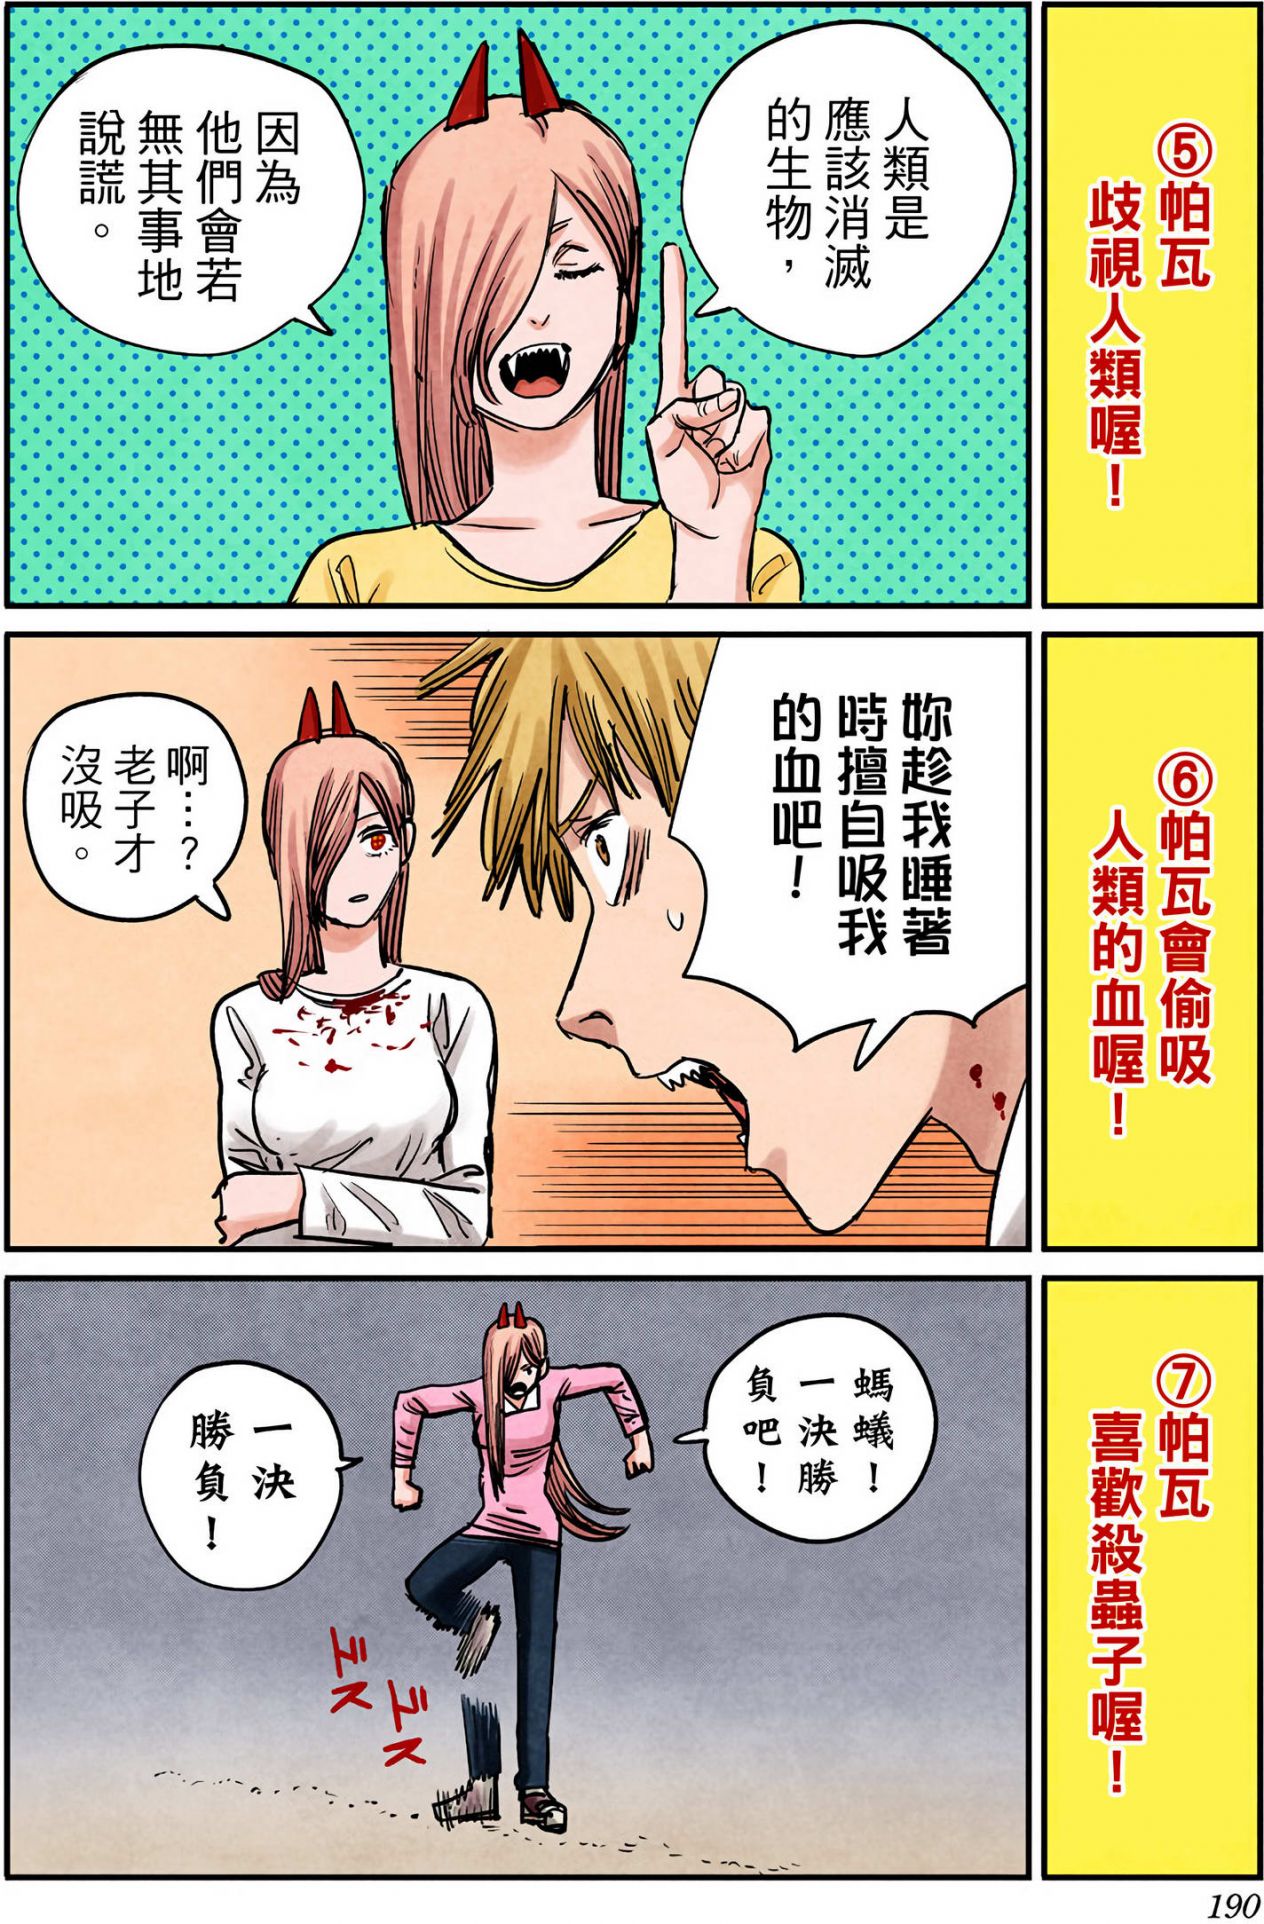 ⑤帕瓦
歧視人類喔！
人類是
應該消滅
的生物，
因為
他們會若
無其事地
說謊。
⑥帕瓦會偷吸
人類的血喔！
妳趁我睡著
時擅自吸我
的血吧！
啊…？
老子才
沒吸。
⑦帕瓦
喜歡殺蟲子喔！
螞蟻！
一決勝
負吧！
一決
勝負！
ドス
ドス
190